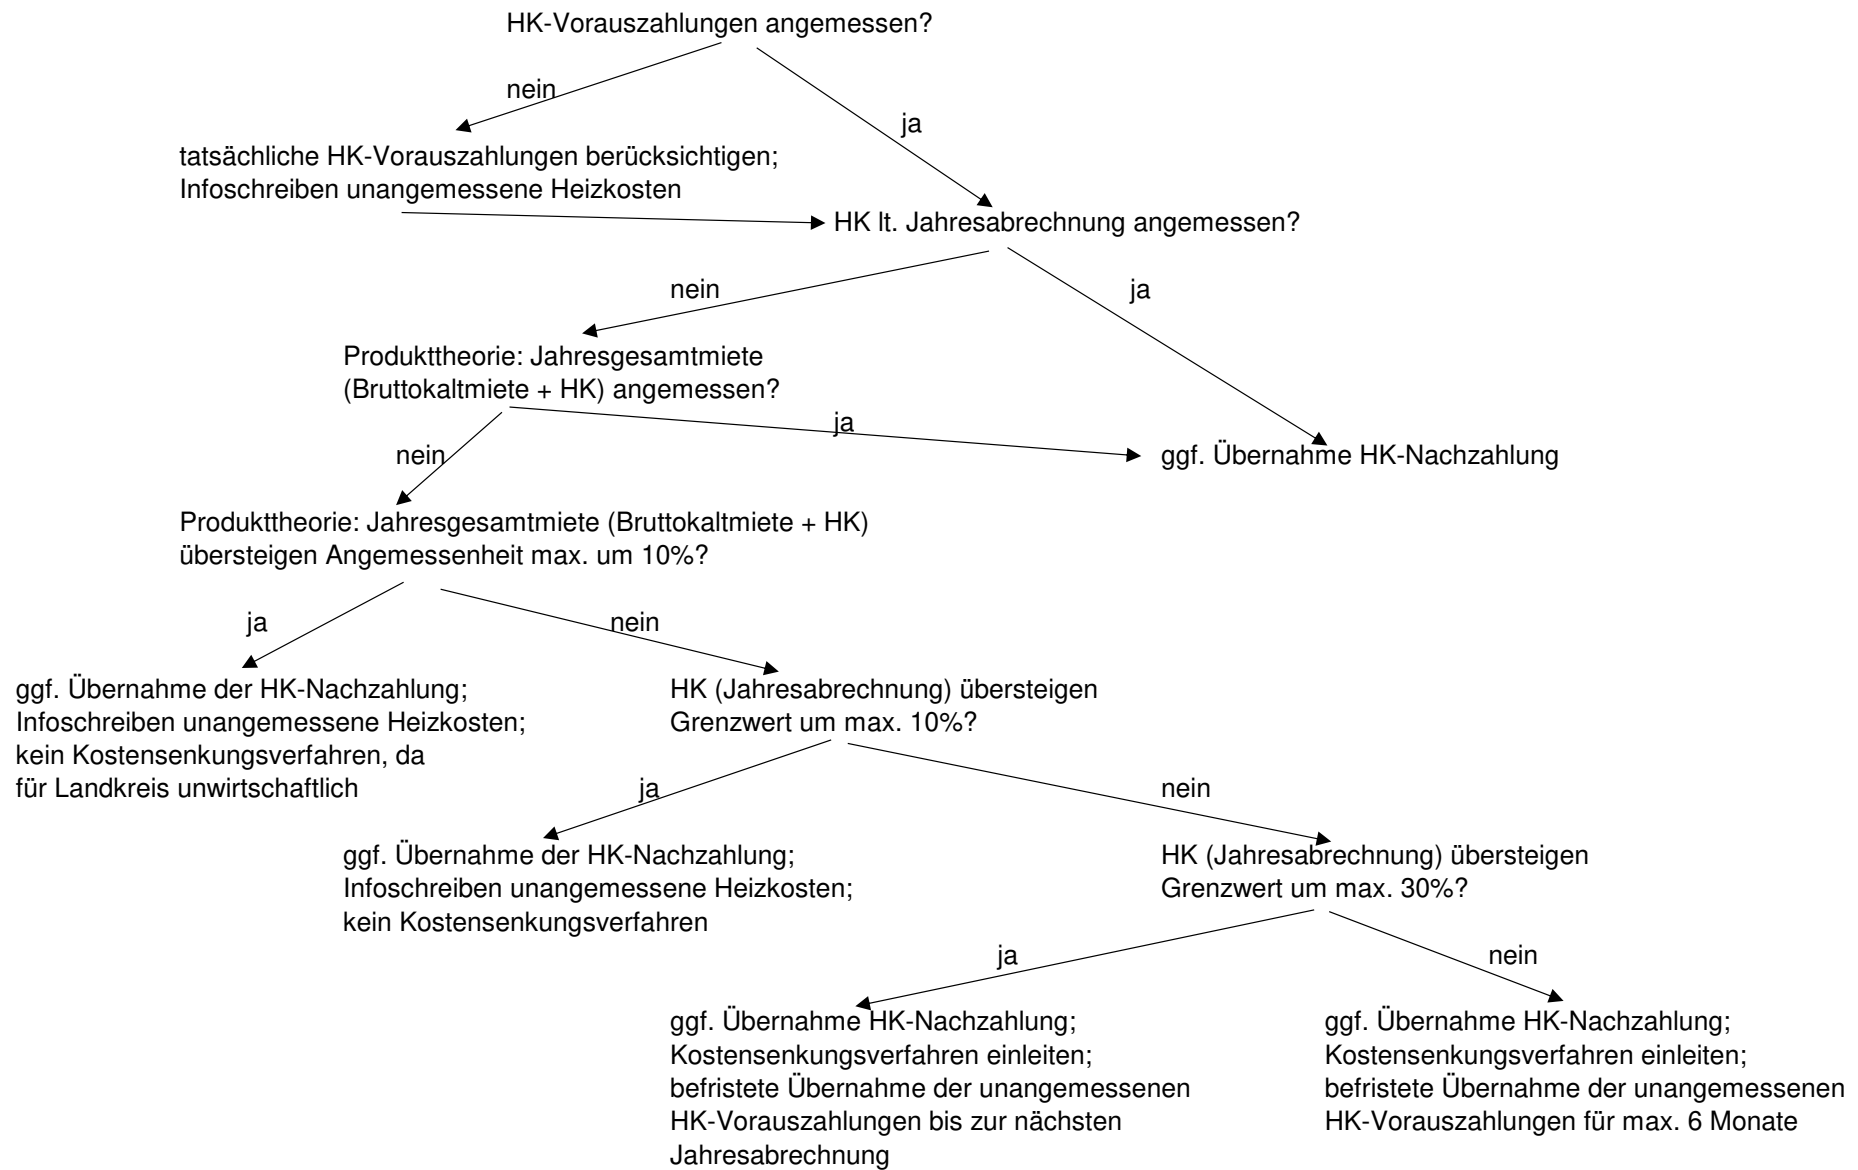 HK-Vorauszahlungen angemessen?
nein
ja
tatsächliche HK-Vorauszahlungen berücksichtigen;
Infoschreiben unangemessene Heizkosten
HK lt. Jahresabrechnung angemessen?
nein
ja
Produkttheorie: Jahresgesamtmiete
(Bruttokaltmiete + HK) angemessen?
ja
nein
ggf. Übernahme HK-Nachzahlung
Produkttheorie: Jahresgesamtmiete (Bruttokaltmiete + HK)
übersteigen Angemessenheit max. um 10%?
ja
nein
ggf. Übernahme der HK-Nachzahlung;
Infoschreiben unangemessene Heizkosten;
kein Kostensenkungsverfahren, da
für Landkreis unwirtschaftlich
HK (Jahresabrechnung) übersteigen
Grenzwert um max. 10%?
ja
nein
ggf. Übernahme der HK-Nachzahlung;
Infoschreiben unangemessene Heizkosten;
kein Kostensenkungsverfahren
HK (Jahresabrechnung) übersteigen
Grenzwert um max. 30%?
ja
nein
ggf. Übernahme HK-Nachzahlung;
Kostensenkungsverfahren einleiten;
befristete Übernahme der unangemessenen
HK-Vorauszahlungen bis zur nächsten
Jahresabrechnung
ggf. Übernahme HK-Nachzahlung;
Kostensenkungsverfahren einleiten;
befristete Übernahme der unangemessenen
HK-Vorauszahlungen für max. 6 Monate